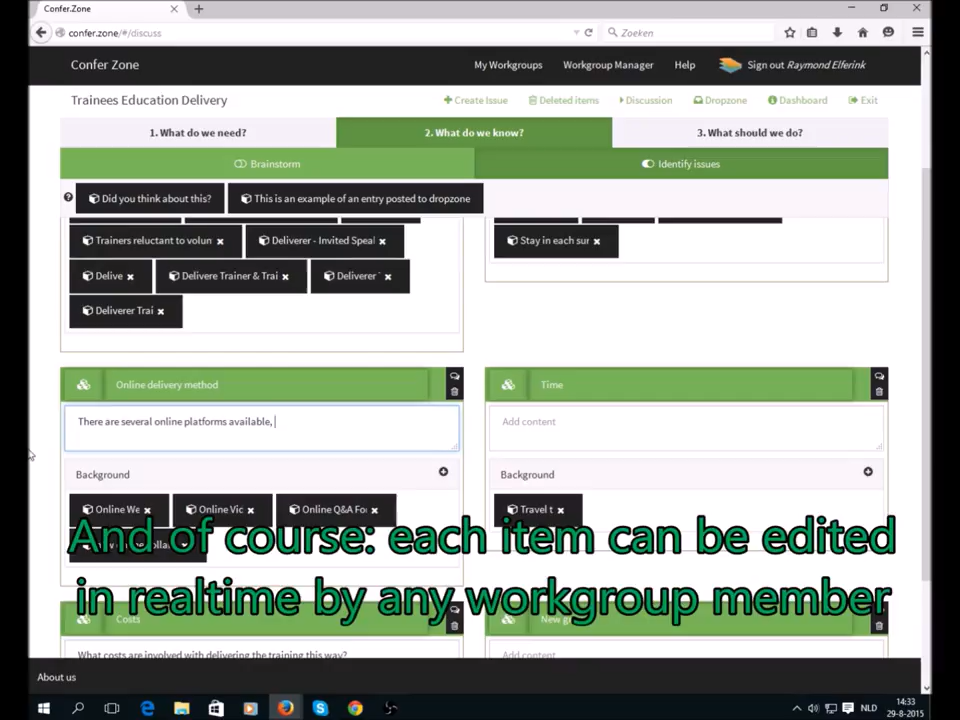 Confer.Zone
confer.zone/#/discuss
Zoeken
Confer Zone
My Workgroups
Workgroup Manager
Help
Sign out Raymond Elferink
Trainees Education Delivery
Create Issue
Deleted items
Discussion
Dropzone
Dashboard
Exit
1. What do we need?
2. What do we know?
3. What should we do?
Brainstorm
Identify issues
Did you think about this?
This is an example of an entry posted to dropzone
Trainers reluctant to volun
Deliverer - Invited Speal
Stay in each sur
Delive
Delivere Trainer & Trai
Deliverer
Deliverer Trai
Online delivery method
Time
There are several online platforms available,
Add content
Background
Background
Online We
Online Vic
Online Q&A Fo
Travel t
And of course: each item can be edited
in realtime by any workgroup member
Costs
What costs are involved with delivering the training this way?
Add content
About us
NLD
14:33
29-8-2015